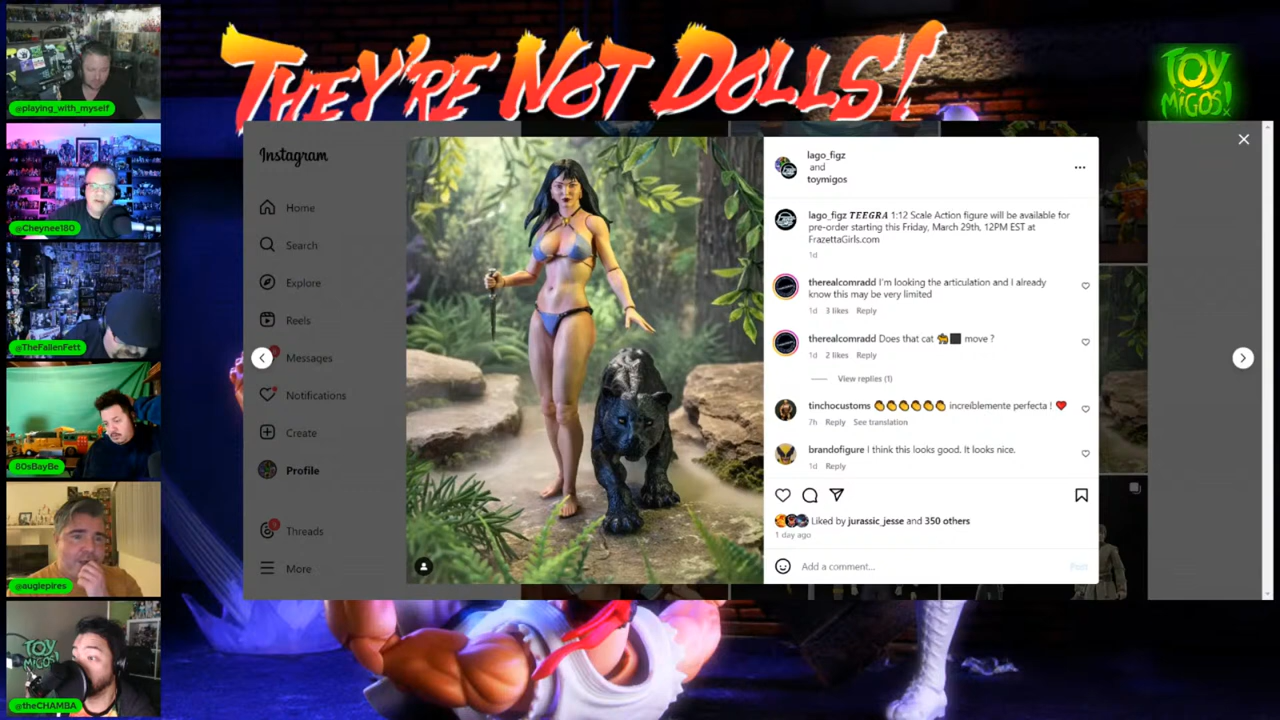 THEY'RE NOT DOLLS!
TOY
MIGOS!
@playing_with_myself
@Cheynee180
@TheFallenFett
80sBayBe
@augiepires
TOY
MIGOS!
@theCHAMBA
Instagram
Home
Search
Explore
Reels
Messages
Notifications
Create
Profile
Threads
More
lago_figz
and
toymigos
lago_figz TEEGRA 1:12 Scale Action figure will be available for
pre-order starting this Friday, March 29th, 12PM EST at
FrazettaGirls.com
1d
therealcomradd I'm looking the articulation and I already
know this may be very limited
1d 3 likes Reply
therealcomradd Does that cat 🐅⬛ move ?
1d 2 likes Reply
View replies (1)
tinchocustoms 👏👏👏👏👏👏 increíblemente perfecta ! ❤️
7h Reply See translation
brandofigure I think this looks good. It looks nice.
1d Reply
Liked by jurassic_jesse and 350 others
1 day ago
Add a comment...
Post